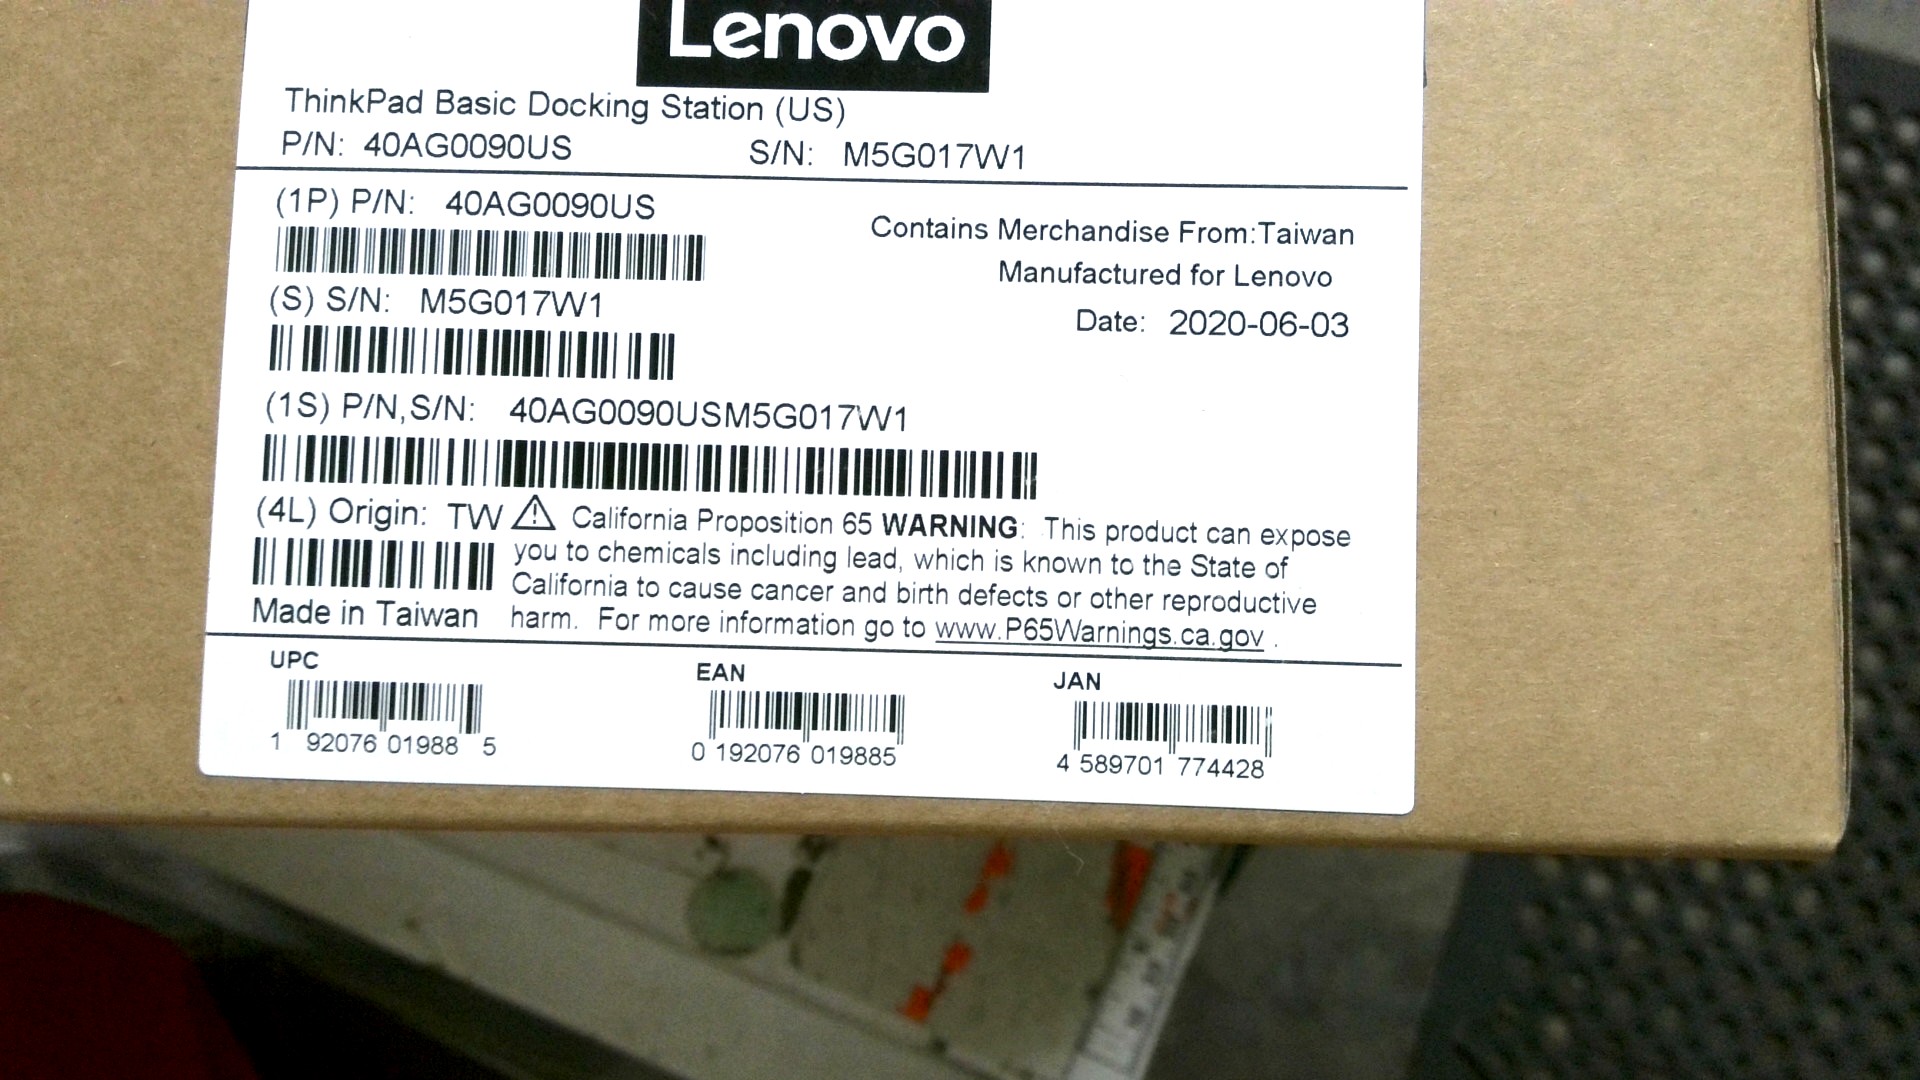 Lenovo
ThinkPad Basic Docking Station (US)
P/N: 40AG0090US S/N: M5G017W1
(1P) P/N: 40AG0090US
Contains Merchandise From:Taiwan
Manufactured for Lenovo
(S) S/N: M5G017W1
Date: 2020-06-03
(1S) P/N,S/N: 40AG0090USM5G017W1
(4L) Origin: TW
Made in Taiwan
⚠ California Proposition 65 WARNING: This product can expose
you to chemicals including lead, which is known to the State of
California to cause cancer and birth defects or other reproductive
harm. For more information go to www.P65Warnings.ca.gov .
UPC
1 92076 01988 5
EAN
0 192076 019885
JAN
4 589701 774428